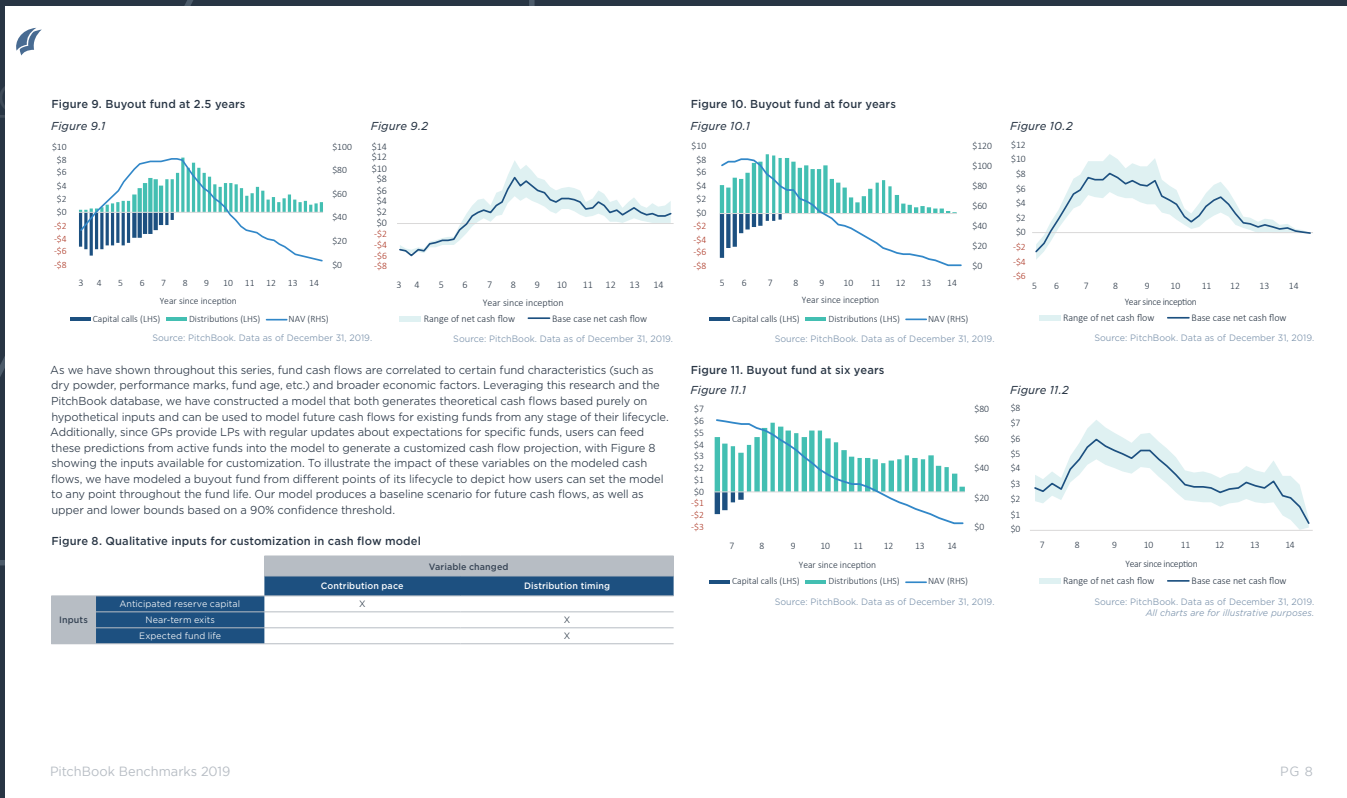 Figure 9. Buyout fund at 2.5 years
Figure 9.1
$10
$8
$6
$4
$2
$0
-$2
-$4
-$6
-$8
$100
$80
$60
$40
$20
$0
3 4 5 6 7 8 9 10 11 12 13 14
Year since inception
Capital calls (LHS) Distributions (LHS) NAV (RHS)
Source: PitchBook. Data as of December 31, 2019.
Figure 9.2
$14
$12
$10
$8
$6
$4
$2
$0
-$2
-$4
-$6
-$8
3 4 5 6 7 8 9 10 11 12 13 14
Year since inception
Range of net cash flow Base case net cash flow
Source: PitchBook. Data as of December 31, 2019.
Figure 10. Buyout fund at four years
Figure 10.1
$10
$8
$6
$4
$2
$0
-$2
-$4
-$6
-$8
$120
$100
$80
$60
$40
$20
$0
5 6 7 8 9 10 11 12 13 14
Year since inception
Capital calls (LHS) Distributions (LHS) NAV (RHS)
Source: PitchBook. Data as of December 31, 2019.
Figure 10.2
$12
$10
$8
$6
$4
$2
$0
-$2
-$4
-$6
5 6 7 8 9 10 11 12 13 14
Year since inception
Range of net cash flow Base case net cash flow
Source: PitchBook. Data as of December 31, 2019.
As we have shown throughout this series, fund cash flows are correlated to certain fund characteristics (such as
dry powder, performance marks, fund age, etc.) and broader economic factors. Leveraging this research and the
PitchBook database, we have constructed a model that both generates theoretical cash flows based purely on
hypothetical inputs and can be used to model future cash flows for existing funds from any stage of their lifecycle.
Additionally, since GPs provide LPs with regular updates about expectations for specific funds, users can feed
these predictions from active funds into the model to generate a customized cash flow projection, with Figure 8
showing the inputs available for customization. To illustrate the impact of these variables on the modeled cash
flows, we have modeled a buyout fund from different points of its lifecycle to depict how users can set the model
to any point throughout the fund life. Our model produces a baseline scenario for future cash flows, as well as
upper and lower bounds based on a 90% confidence threshold.
Figure 8. Qualitative inputs for customization in cash flow model
Variable changed
Contribution pace Distribution timing
Inputs
Anticipated reserve capital X
Near-term exits X
Expected fund life X
Figure 11. Buyout fund at six years
Figure 11.1
$7
$6
$5
$4
$3
$2
$1
$0
-$1
-$2
-$3
$80
$60
$40
$20
$0
7 8 9 10 11 12 13 14
Year since inception
Capital calls (LHS) Distributions (LHS) NAV (RHS)
Source: PitchBook. Data as of December 31, 2019.
Figure 11.2
$8
$7
$6
$5
$4
$3
$2
$1
$0
7 8 9 10 11 12 13 14
Year since inception
Range of net cash flow Base case net cash flow
Source: PitchBook. Data as of December 31, 2019.
All charts are for illustrative purposes.
PitchBook Benchmarks 2019
PG 8